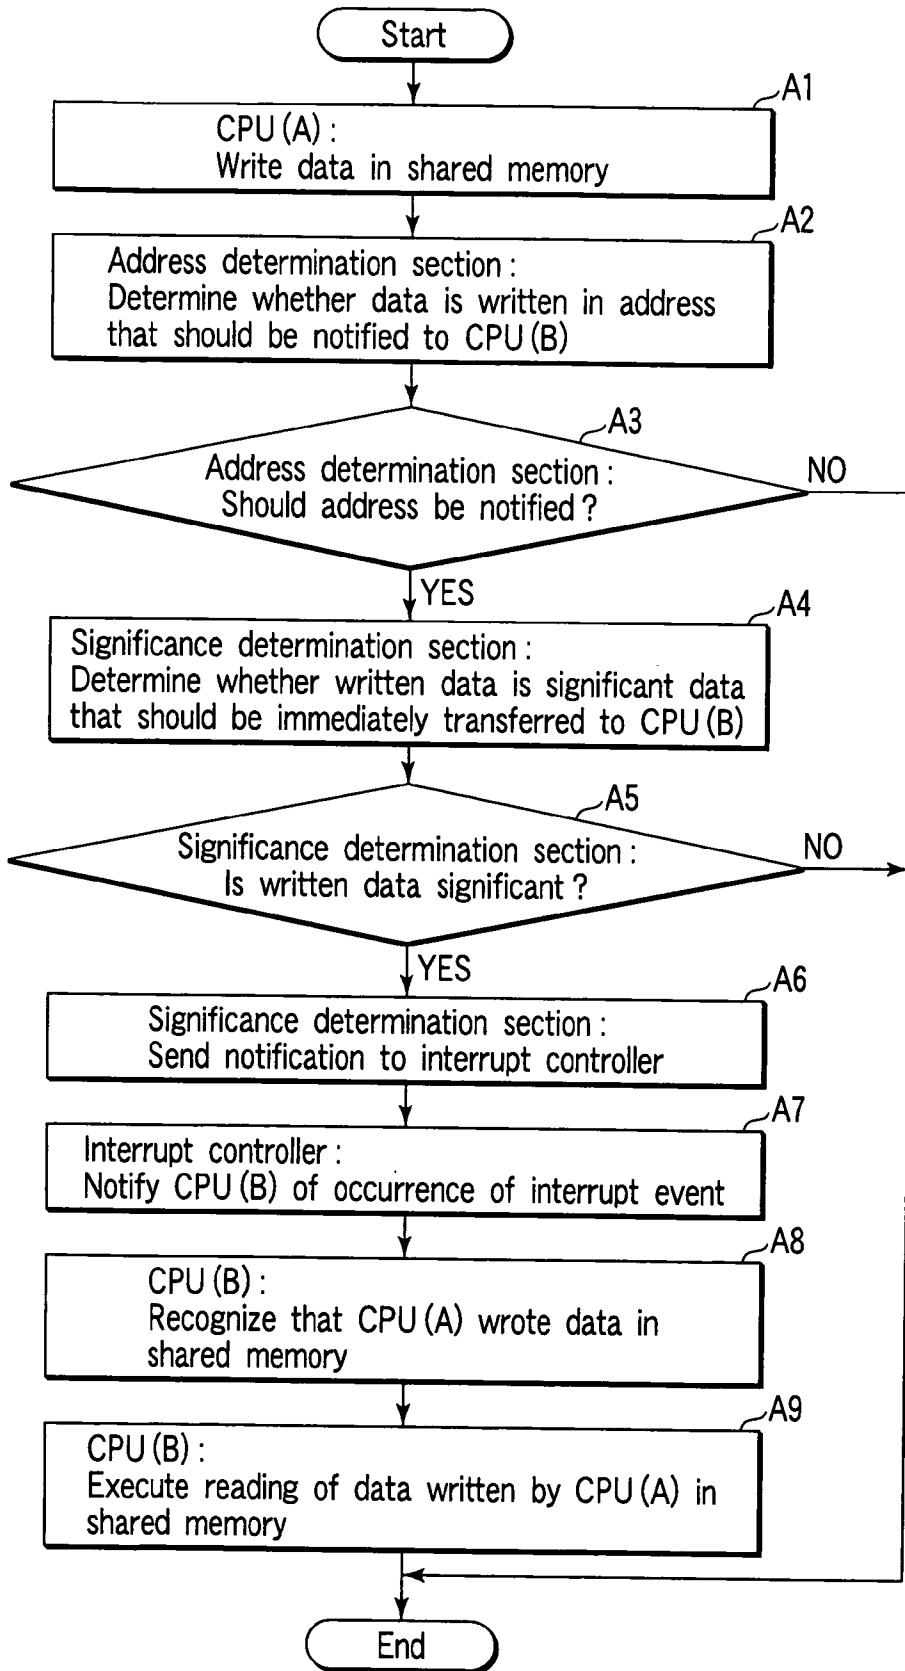 Start
A1
CPU(A):
Write data in shared memory
A2
Address determination section:
Determine whether data is written in address
that should be notified to CPU(B)
A3
Address determination section:
Should address be notified?
NO
YES
A4
Significance determination section:
Determine whether written data is significant data
that should be immediately transferred to CPU(B)
A5
Significance determination section:
Is written data significant?
NO
YES
A6
Significance determination section:
Send notification to interrupt controller
A7
Interrupt controller:
Notify CPU(B) of occurrence of interrupt event
A8
CPU(B):
Recognize that CPU(A) wrote data in
shared memory
A9
CPU(B):
Execute reading of data written by CPU(A) in
shared memory
End